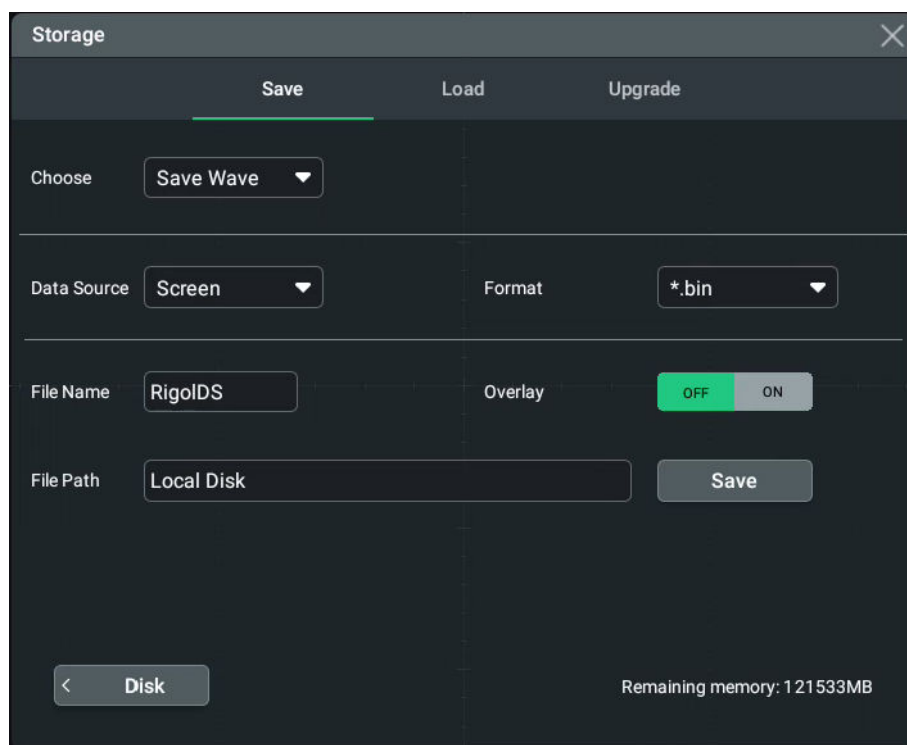 Storage
Save Load Upgrade
Choose Save Wave
Data Source Screen Format *.bin
File Name RigolDS Overlay OFF ON
File Path Local Disk Save
Disk Remaining memory: 121533MB